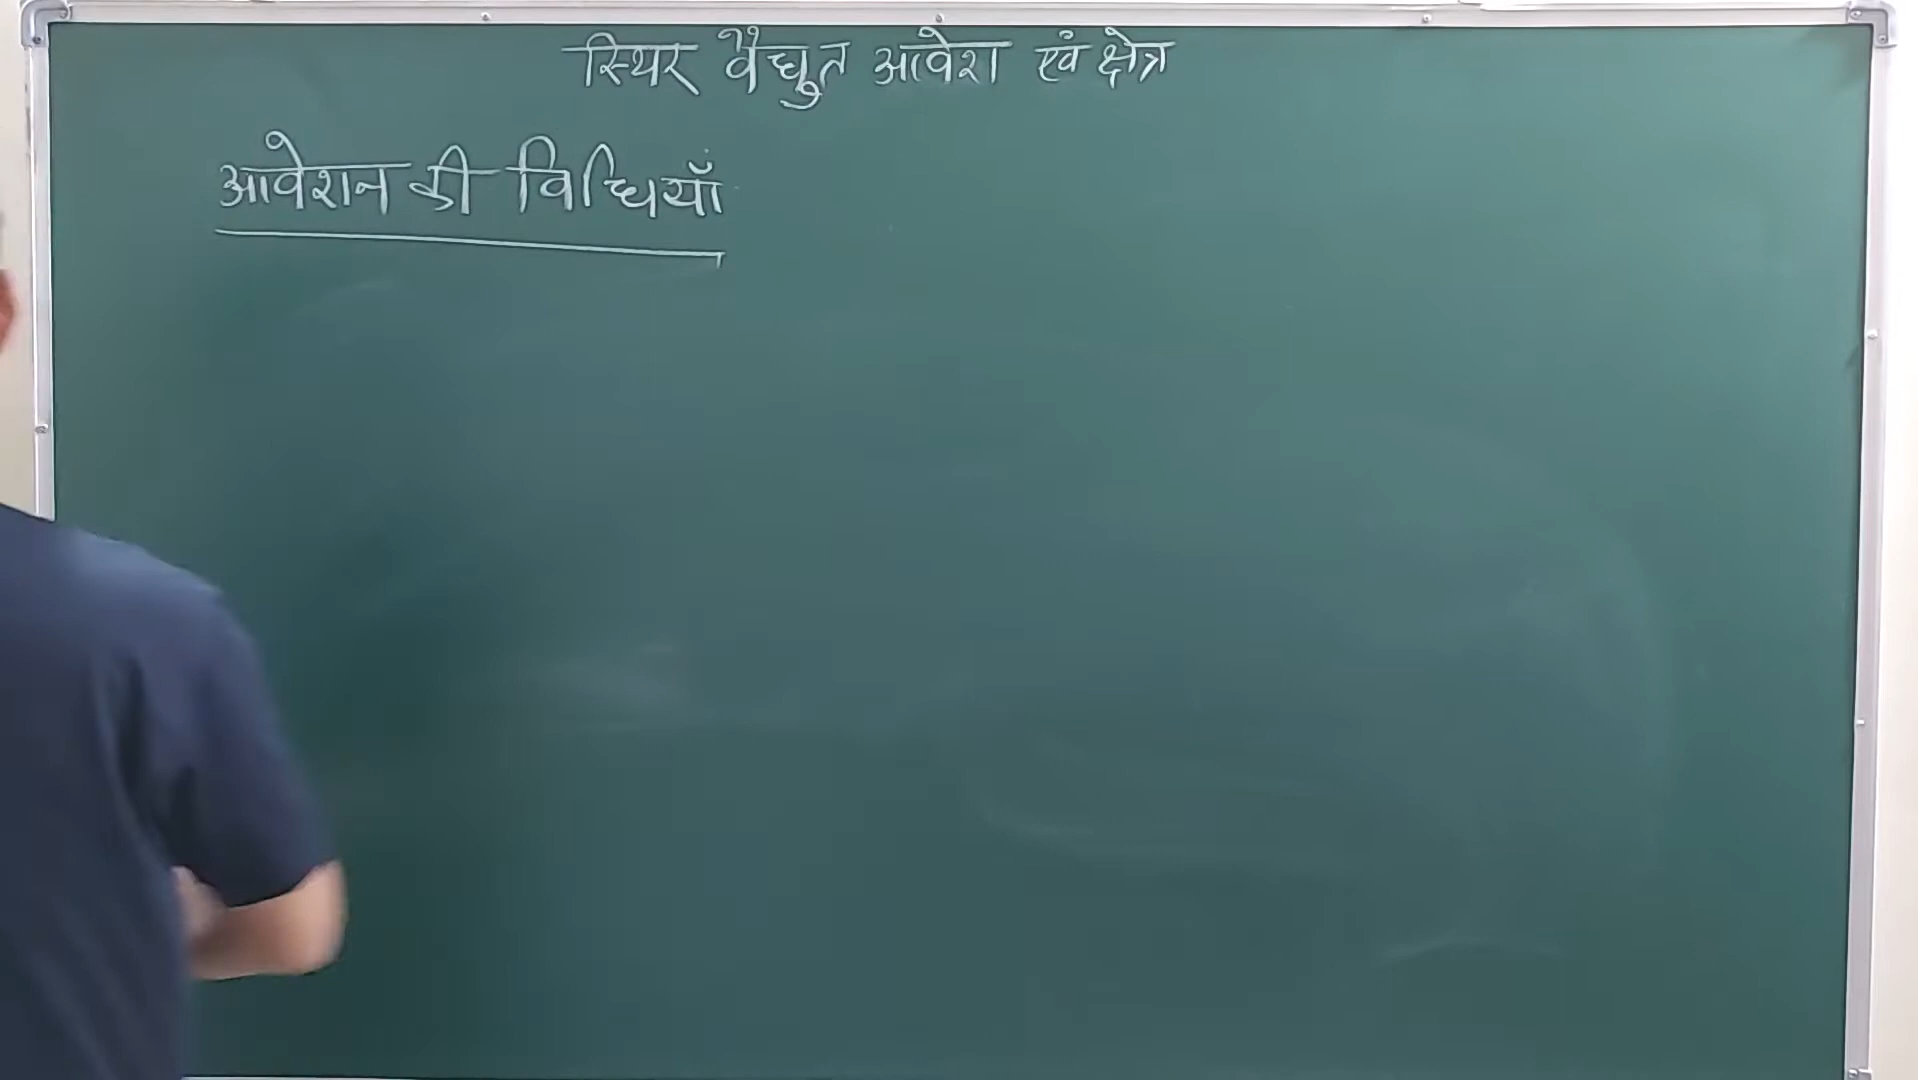 स्थिर वैद्युत आवेश एवं क्षेत्र
आवेशन की विधियाँ